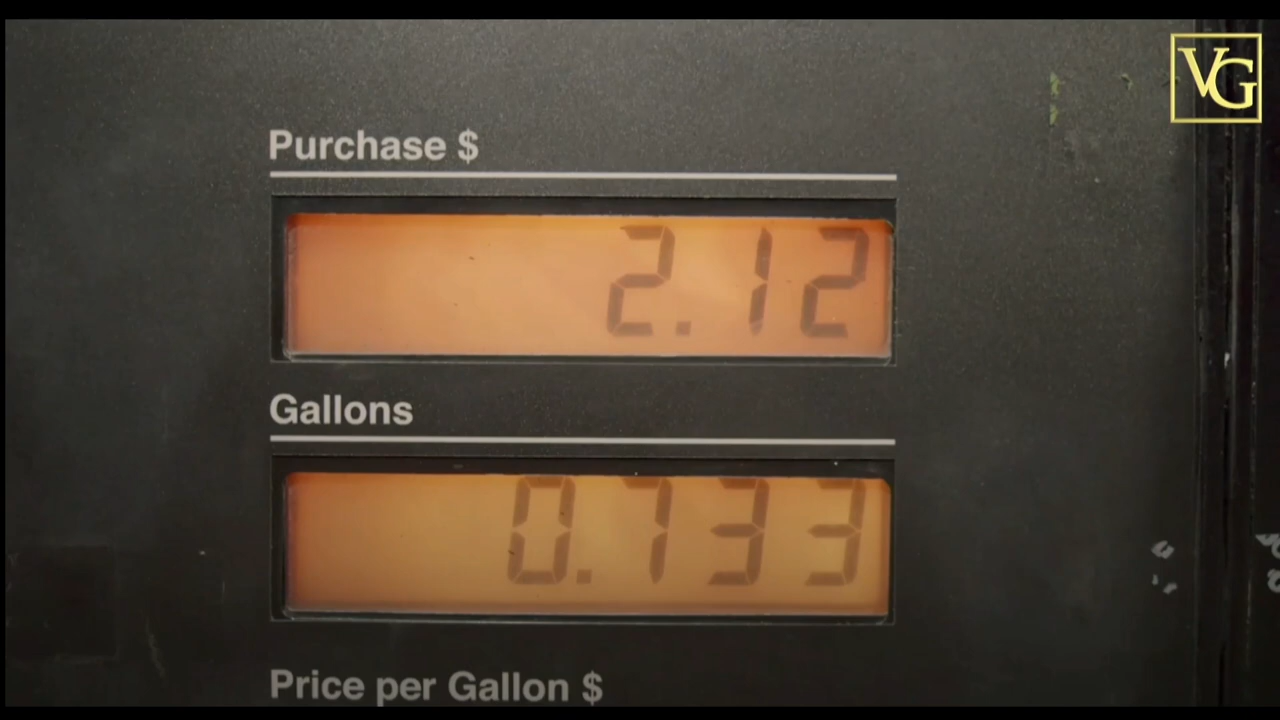 VG
Purchase $
2.12
Gallons
0.733
Price per Gallon $